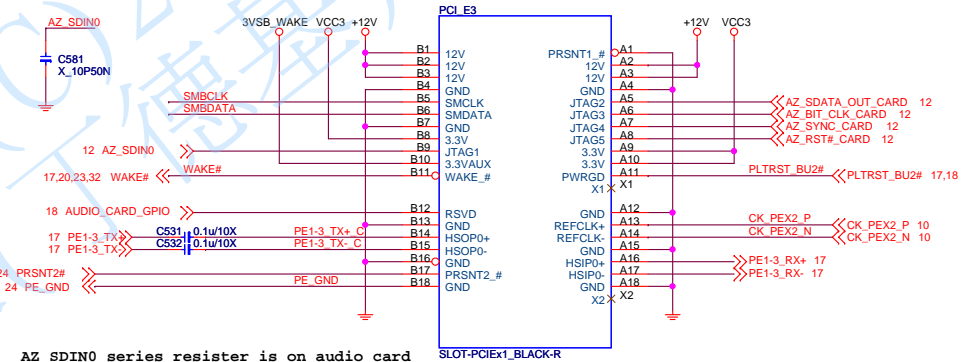 PCI_E3
AZ_SDIN0
3VSB_WAKE VCC3 +12V
+12V VCC3
C581
X_10P50N
B1 12V PRSNT1_# A1
B2 12V 12V A2
B3 12V 12V A3
B4 GND GND A4
SMBCLK B5 SMCLK JTAG2 A5 AZ_SDATA_OUT_CARD 12
SMBDATA B6 SMDATA JTAG3 A6 AZ_BIT_CLK_CARD 12
B7 GND JTAG4 A7 AZ_SYNC_CARD 12
B8 3.3V JTAG5 A8 AZ_RST#_CARD 12
12 AZ_SDIN0 B9 JTAG1 3.3V A9
B10 3.3VAUX 3.3V A10
17,20,23,32 WAKE# WAKE# B11 WAKE_# PWRGD A11 PLTRST_BU2# PLTRST_BU2# 17,18
X1 X1
18 AUDIO_CARD_GPIO B12 RSVD GND A12
B13 GND REFCLK+ A13 CK_PEX2_P CK_PEX2_P 10
17 PE1-3_TX+ C531 0.1u/10X PE1-3_TX+_C B14 HSOP0+ REFCLK- A14 CK_PEX2_N CK_PEX2_N 10
17 PE1-3_TX- C532 0.1u/10X PE1-3_TX-_C B15 HSOP0- GND A15
B16 GND HSIP0+ A16 PE1-3_RX+ 17
24 PRSNT2# B17 PRSNT2_# HSIP0- A17 PE1-3_RX- 17
24 PE_GND PE_GND B18 GND GND A18
X2 X2
AZ SDIN0 series resister is on audio card
SLOT-PCIEx1_BLACK-R